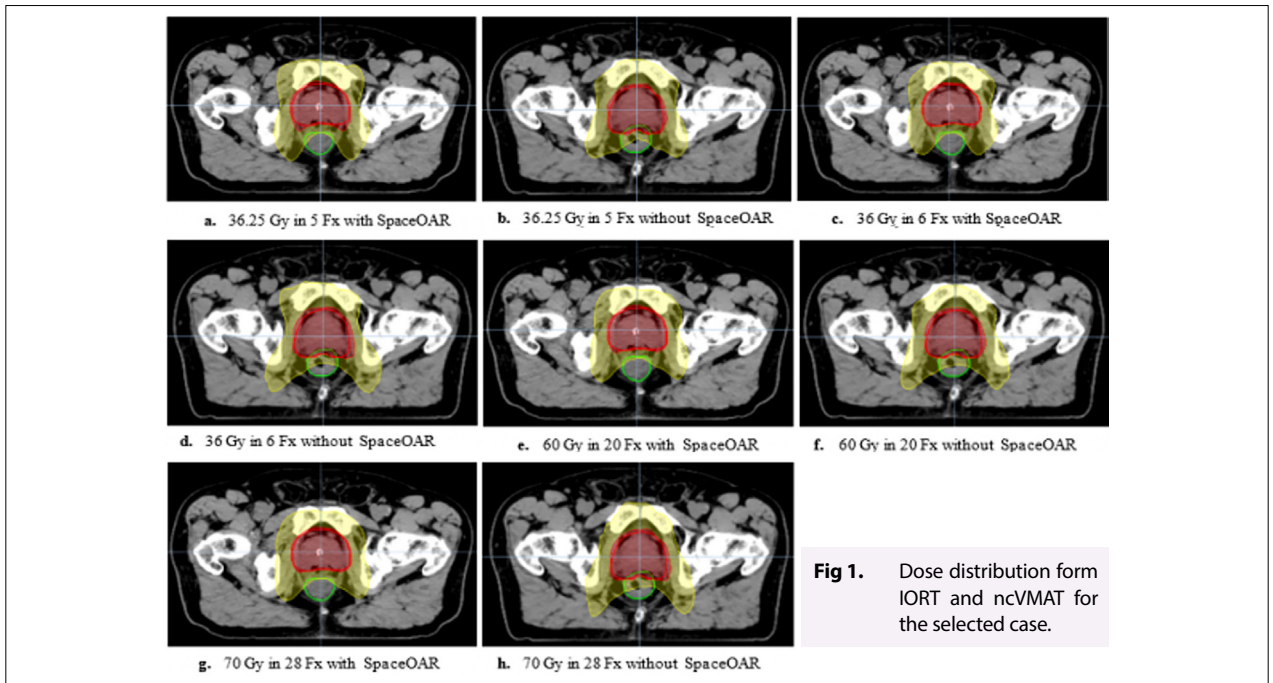 a. 36.25 Gy in 5 Fx with SpaceOAR
b. 36.25 Gy in 5 Fx without SpaceOAR
c. 36 Gy in 6 Fx with SpaceOAR
d. 36 Gy in 6 Fx without SpaceOAR
e. 60 Gy in 20 Fx with SpaceOAR
f. 60 Gy in 20 Fx without SpaceOAR
g. 70 Gy in 28 Fx with SpaceOAR
h. 70 Gy in 28 Fx without SpaceOAR
Fig 1. Dose distribution form
IORT and ncVMAT for
the selected case.